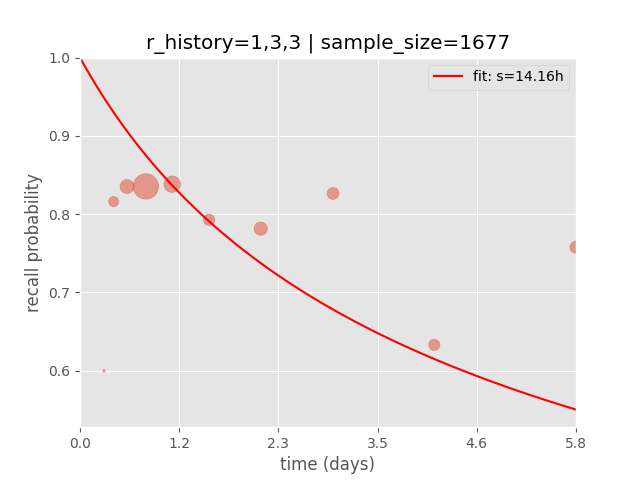 r_history=1,3,3 | sample_size=1677
fit: s=14.16h
1.0
0.9
0.8
0.7
0.6
recall probability
0.0 1.2 2.3 3.5 4.6 5.8
time (days)